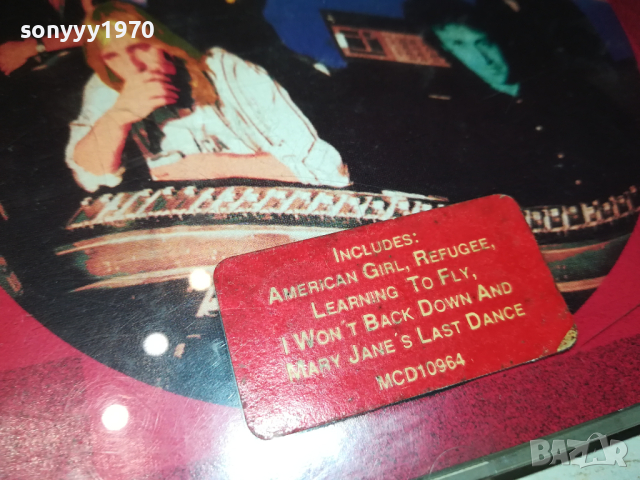 sonyyy1970
INCLUDES:
AMERICAN GIRL, REFUGEE,
LEARNING TO FLY,
I WON'T BACK DOWN AND
MARY JANE'S LAST DANCE
MCD10964
BAZAR